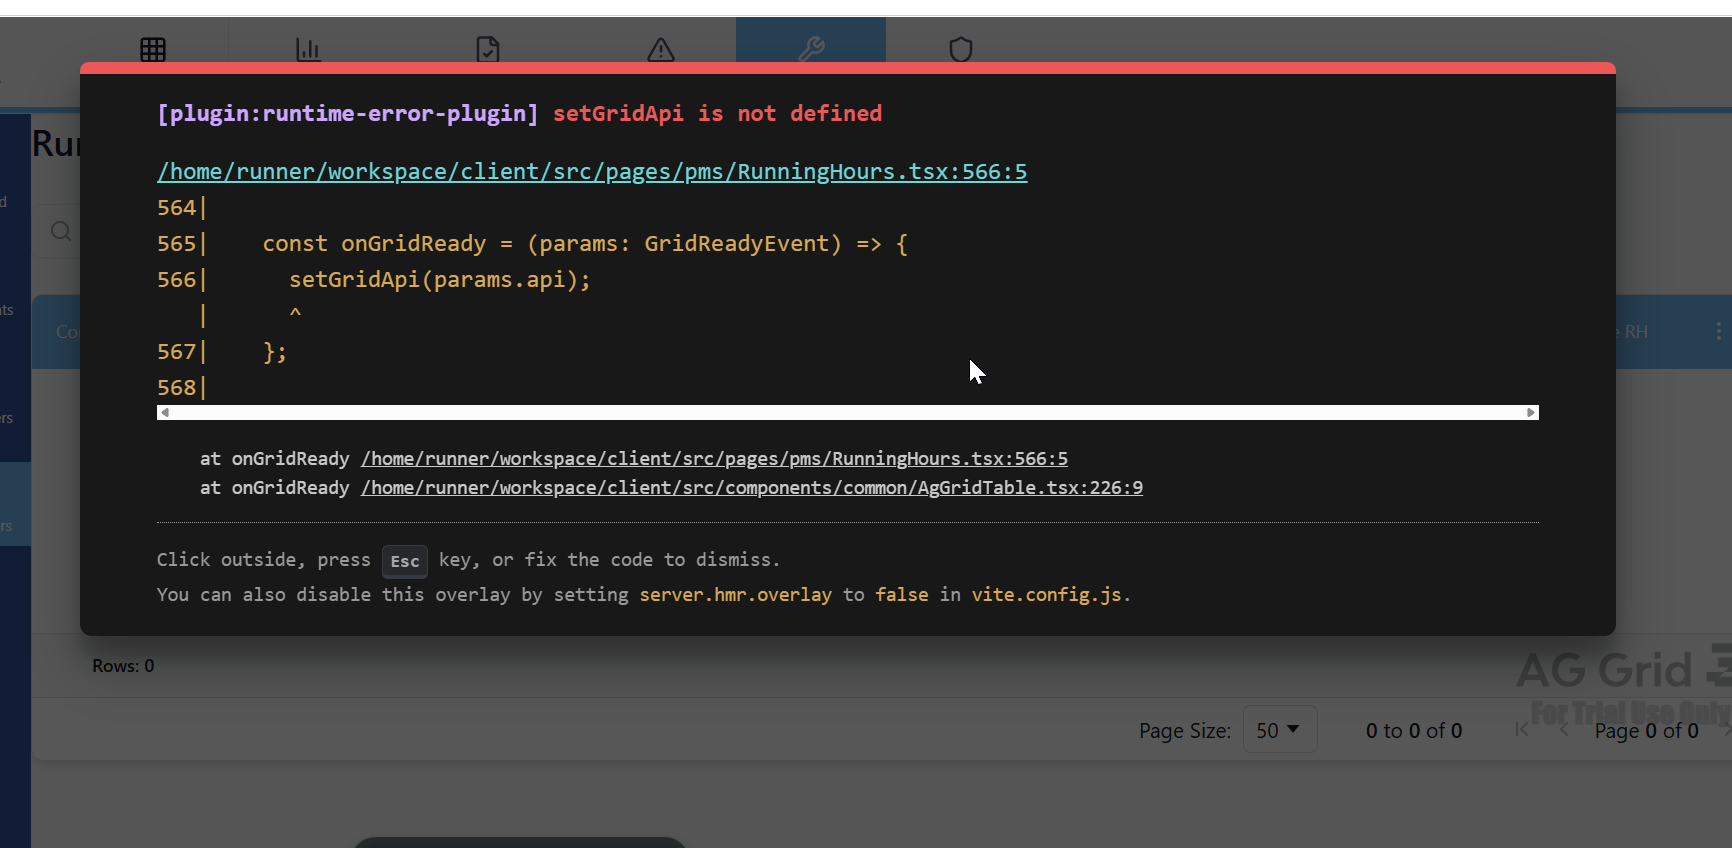 Ru
[plugin:runtime-error-plugin] setGridApi is not defined
/home/runner/workspace/client/src/pages/pms/RunningHours.tsx:566:5
564|
565|    const onGridReady = (params: GridReadyEvent) => {
566|      setGridApi(params.api);
|      ^
567|    };
568|
at onGridReady /home/runner/workspace/client/src/pages/pms/RunningHours.tsx:566:5
at onGridReady /home/runner/workspace/client/src/components/common/AgGridTable.tsx:226:9
Click outside, press Esc key, or fix the code to dismiss.
You can also disable this overlay by setting server.hmr.overlay to false in vite.config.js.
d
nts
ers
rs
Co
e RH
Rows: 0
AG Grid
For Trial Use Only
Page Size: 50
0 to 0 of 0
Page 0 of 0